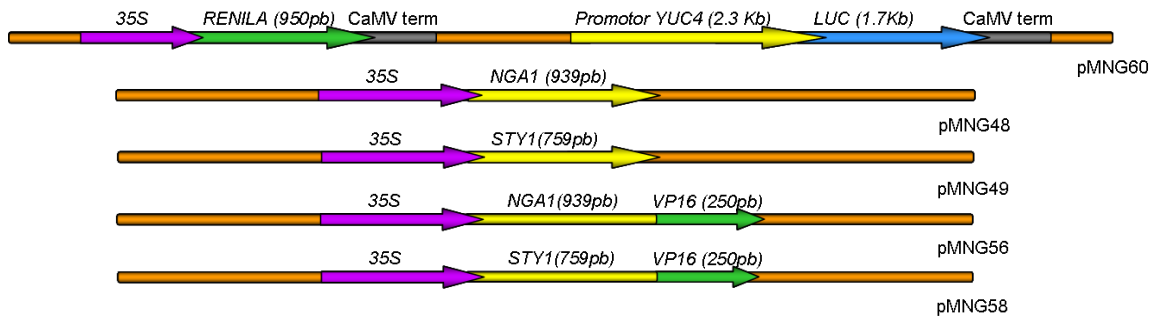 35S RENILA (950pb) CaMV term Promotor YUC4 (2.3 Kb) LUC (1.7Kb) CaMV term
pMNG60
35S NGA1 (939pb)
pMNG48
35S STY1(759pb)
pMNG49
35S NGA1(939pb) VP16 (250pb)
pMNG56
35S STY1(759pb) VP16 (250pb)
pMNG58